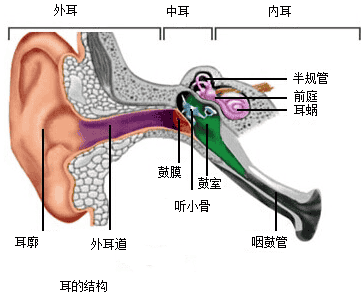 外耳 中耳 内耳
半规管
前庭
耳蜗
鼓膜
鼓室
听小骨
耳廓 外耳道 咽鼓管
耳的结构